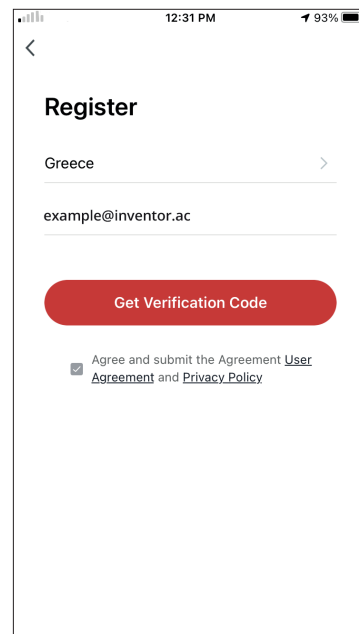 12:31 PM 93%
Register
Greece
example@inventor.ac
Get Verification Code
Agree and submit the Agreement User
Agreement and Privacy Policy